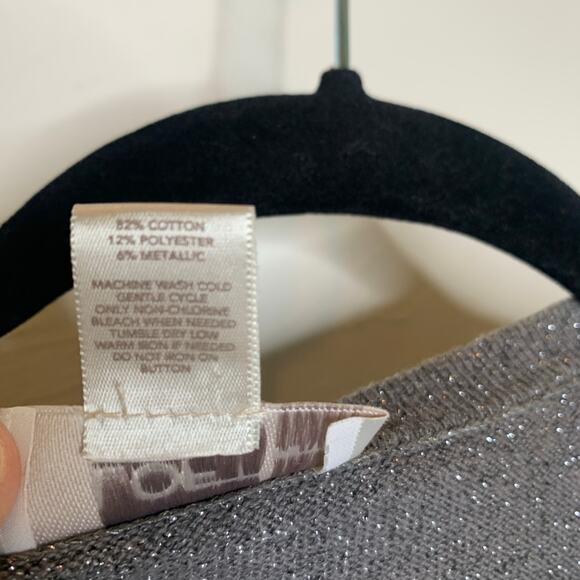 82% COTTON
12% POLYESTER
6% METALLIC
MACHINE WASH COLD
GENTLE CYCLE
ONLY NON-CHLORINE
BLEACH WHEN NEEDED
TUMBLE DRY LOW
WARM IRON IF NEEDED
DO NOT IRON ON
BUTTON